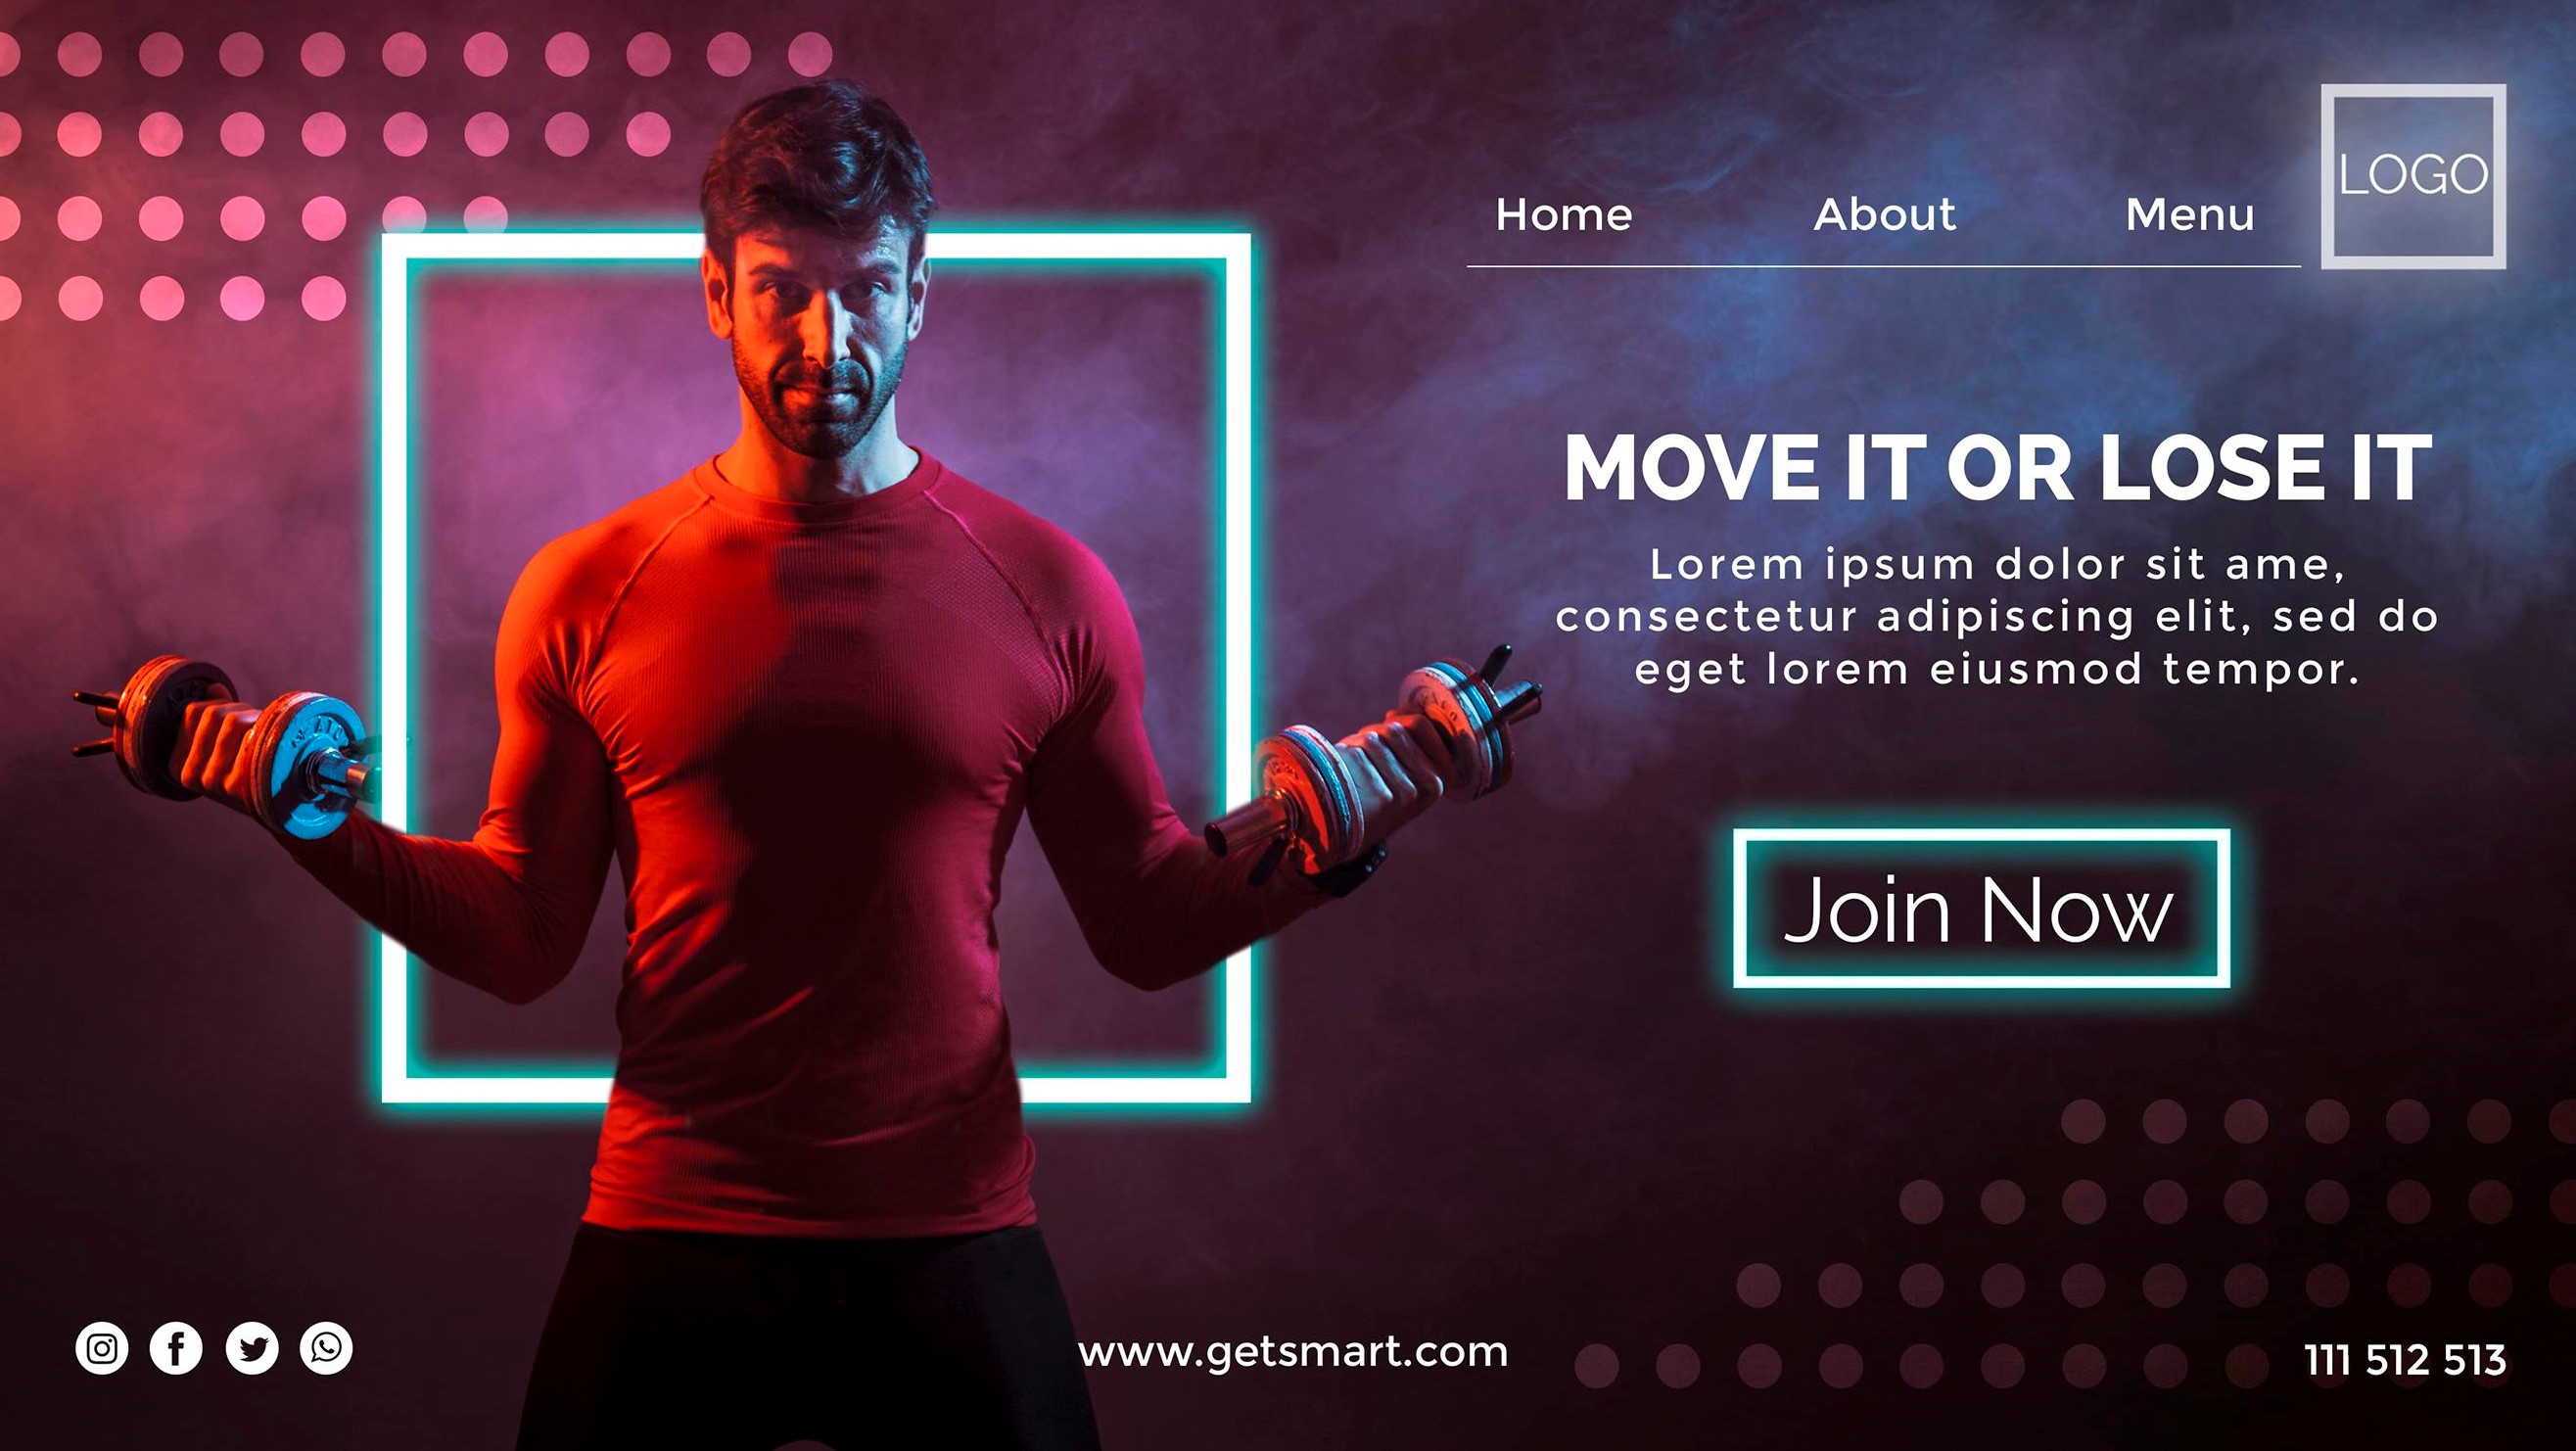 LOGO
Home About Menu
MOVE IT OR LOSE IT
Lorem ipsum dolor sit ame,
consectetur adipiscing elit, sed do
eget lorem eiusmod tempor.
Join Now
www.getsmart.com
111 512 513